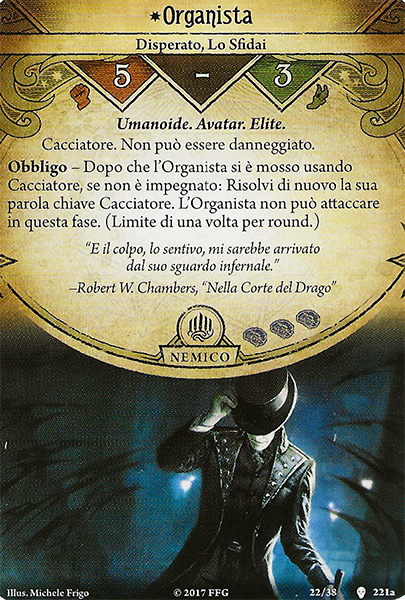 Organista
Disperato, Lo Sfidai
5 – 3
Umanoide. Avatar. Elite.
Cacciatore. Non può essere danneggiato.
Obbligo – Dopo che l'Organista si è mosso usando
Cacciatore, se non è impegnato: Risolvi di nuovo la sua
parola chiave Cacciatore. L'Organista non può attaccare
in questa fase. (Limite di una volta per round.)
"E il colpo, lo sentivo, mi sarebbe arrivato
dal suo sguardo infernale."
–Robert W. Chambers, "Nella Corte del Drago"
NEMICO
Illus. Michele Frigo © 2017 FFG 22/38 221a